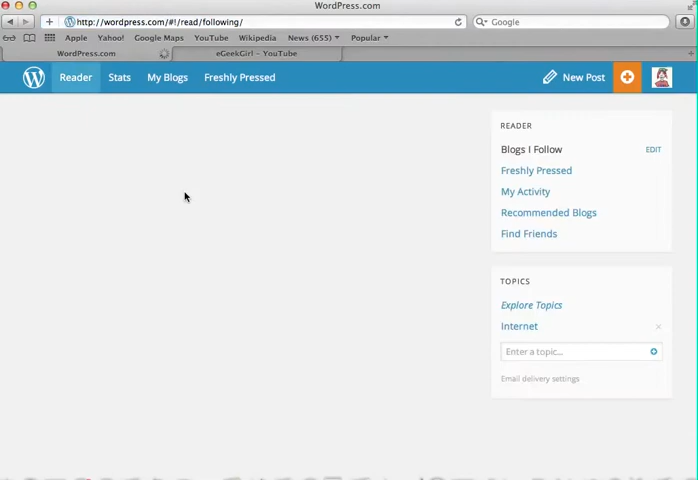 WordPress.com
http://wordpress.com/#!/read/following/
Google
Apple Yahoo! Google Maps YouTube Wikipedia News (655) Popular
WordPress.com eGeekGirl – YouTube
Reader Stats My Blogs Freshly Pressed New Post
READER
Blogs I Follow EDIT
Freshly Pressed
My Activity
Recommended Blogs
Find Friends
TOPICS
Explore Topics
Internet
Enter a topic...
Email delivery settings